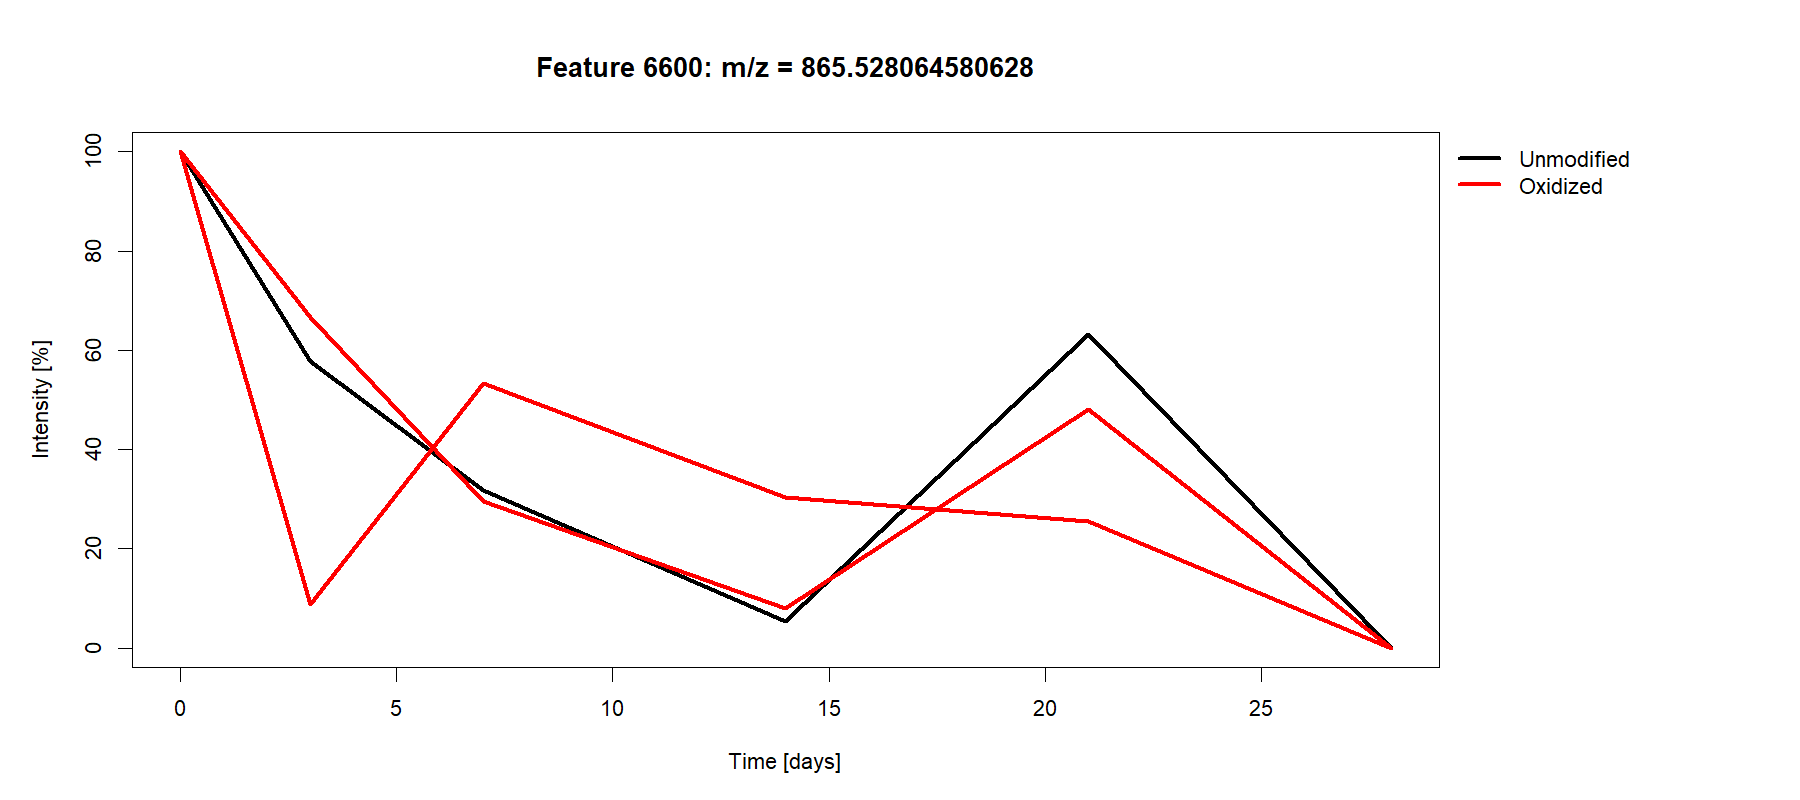 Feature 6600: m/z = 865.528064580628
Unmodified
Oxidized
Intensity [%]
100
80
60
40
20
0
0 5 10 15 20 25
Time [days]